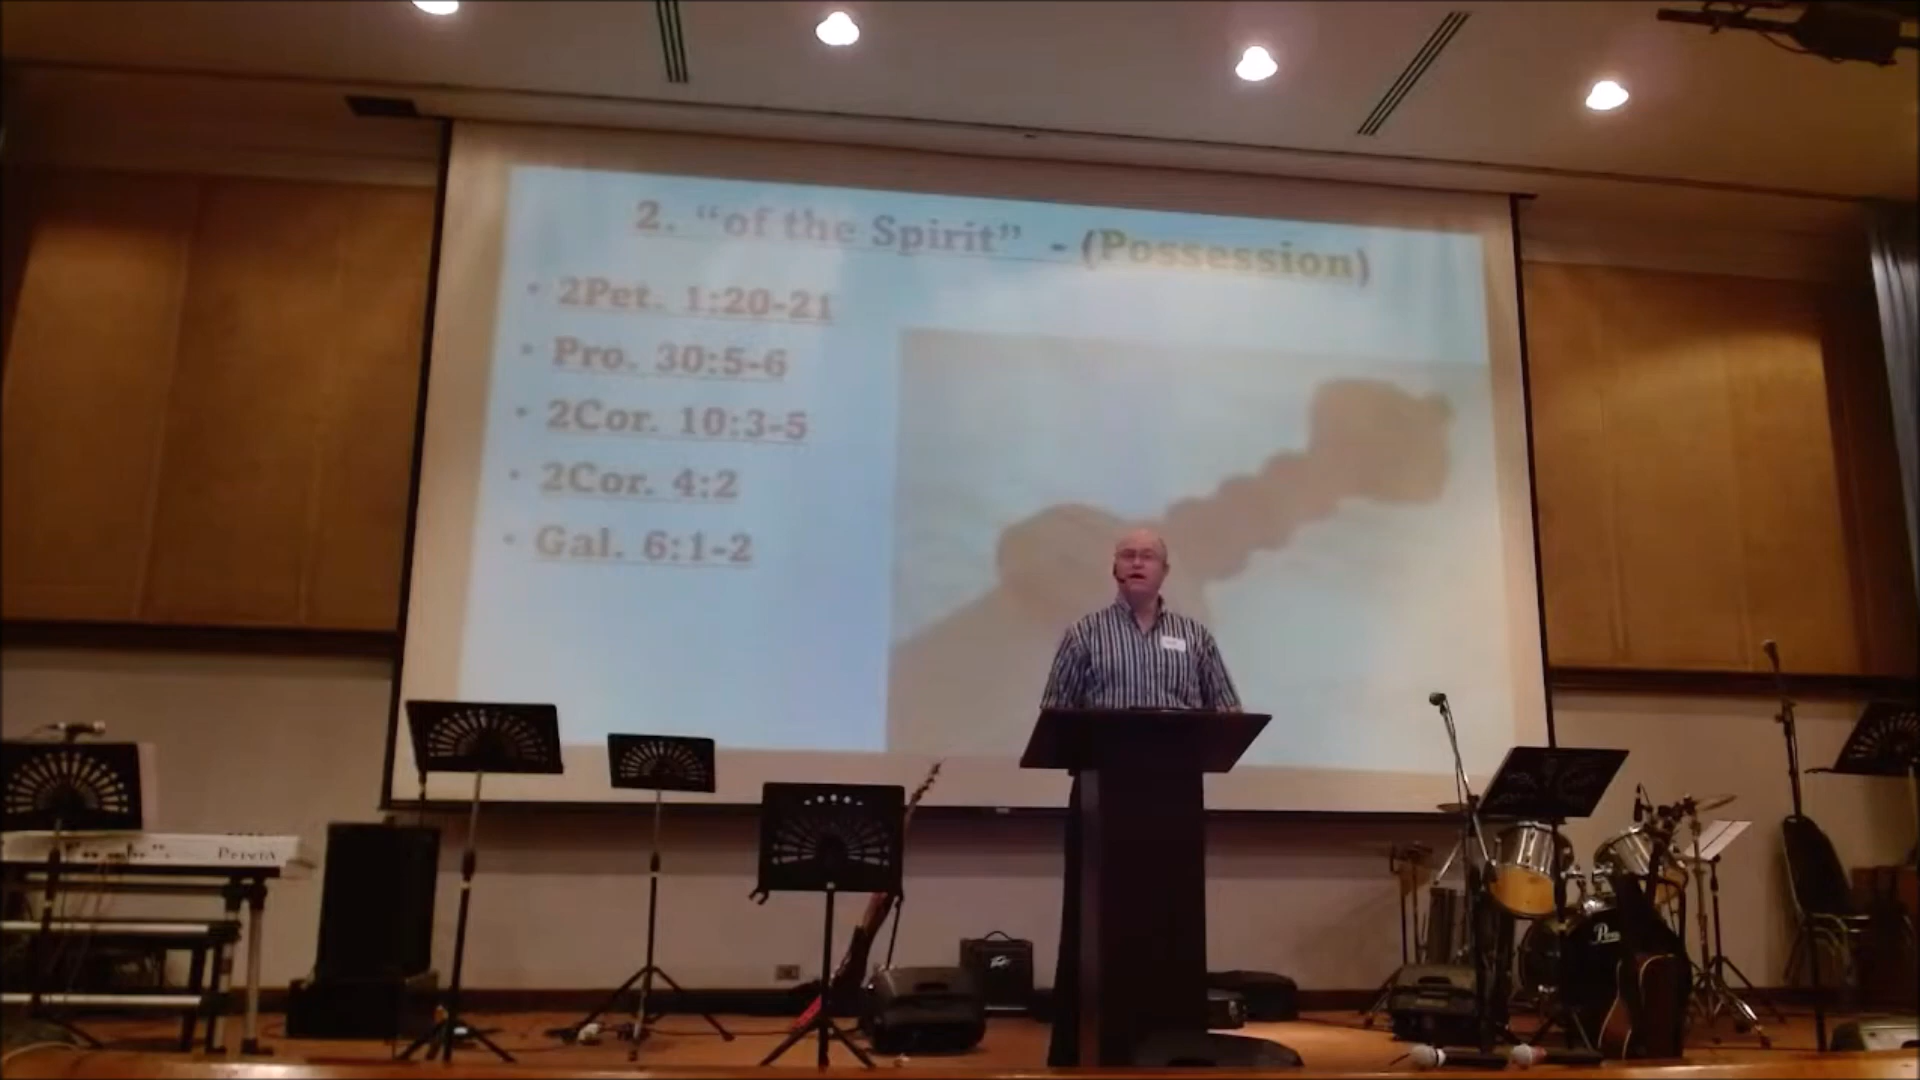 2. “of the Spirit” - (Possession)
• 2Pet. 1:20-21
• Pro. 30:5-6
• 2Cor. 10:3-5
• 2Cor. 4:2
• Gal. 6:1-2